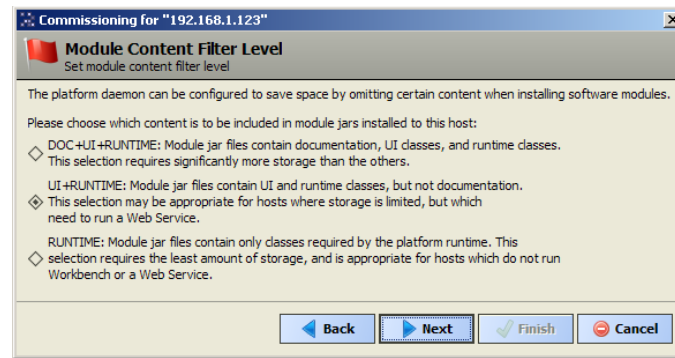 Commissioning for "192.168.1.123"
Module Content Filter Level
Set module content filter level
The platform daemon can be configured to save space by omitting certain content when installing software modules.
Please choose which content is to be included in module jars installed to this host:
DOC+UI+RUNTIME: Module jar files contain documentation, UI classes, and runtime classes.
This selection requires significantly more storage than the others.
UI+RUNTIME: Module jar files contain UI and runtime classes, but not documentation.
This selection may be appropriate for hosts where storage is limited, but which
need to run a Web Service.
RUNTIME: Module jar files contain only classes required by the platform runtime. This
selection requires the least amount of storage, and is appropriate for hosts which do not run
Workbench or a Web Service.
Back Next Finish Cancel